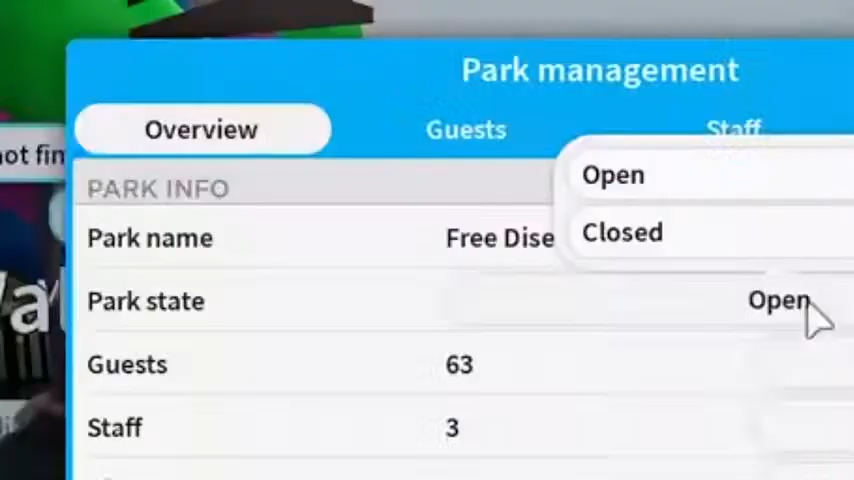 Park management
Overview Guests Staff
PARK INFO
Open
Closed
Park name Free Dise
Park state Open
Guests 63
Staff 3